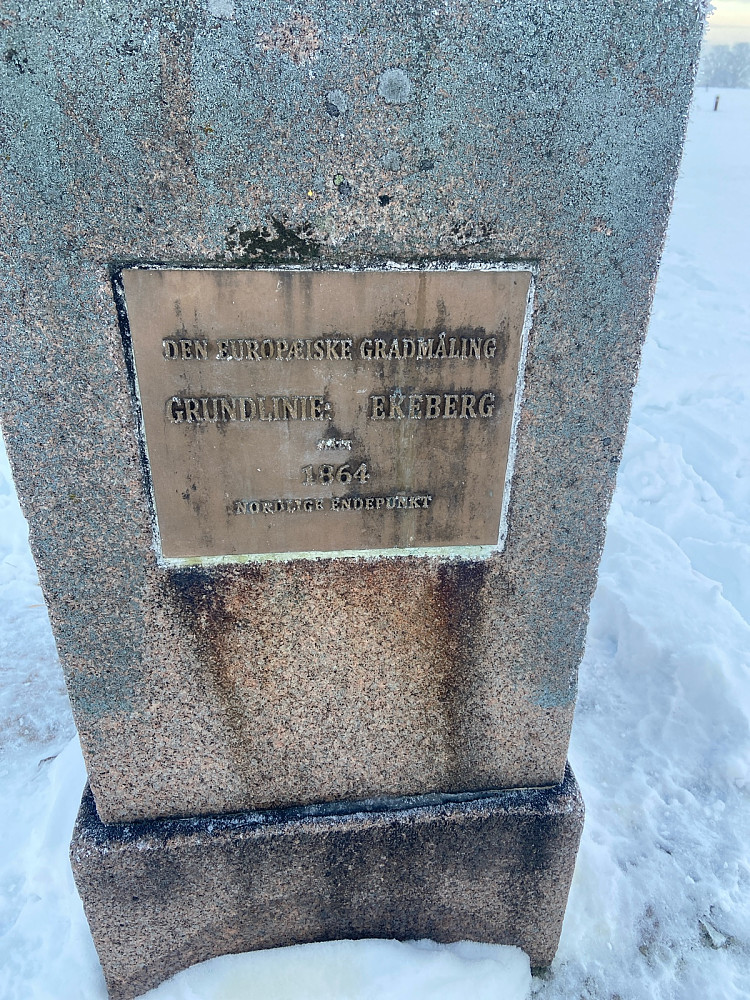 DEN EUROPÆISKE GRADMÅLING
GRUNDLINIE: EKEBERG
1864
NORDLIGE ENDEPUNKT